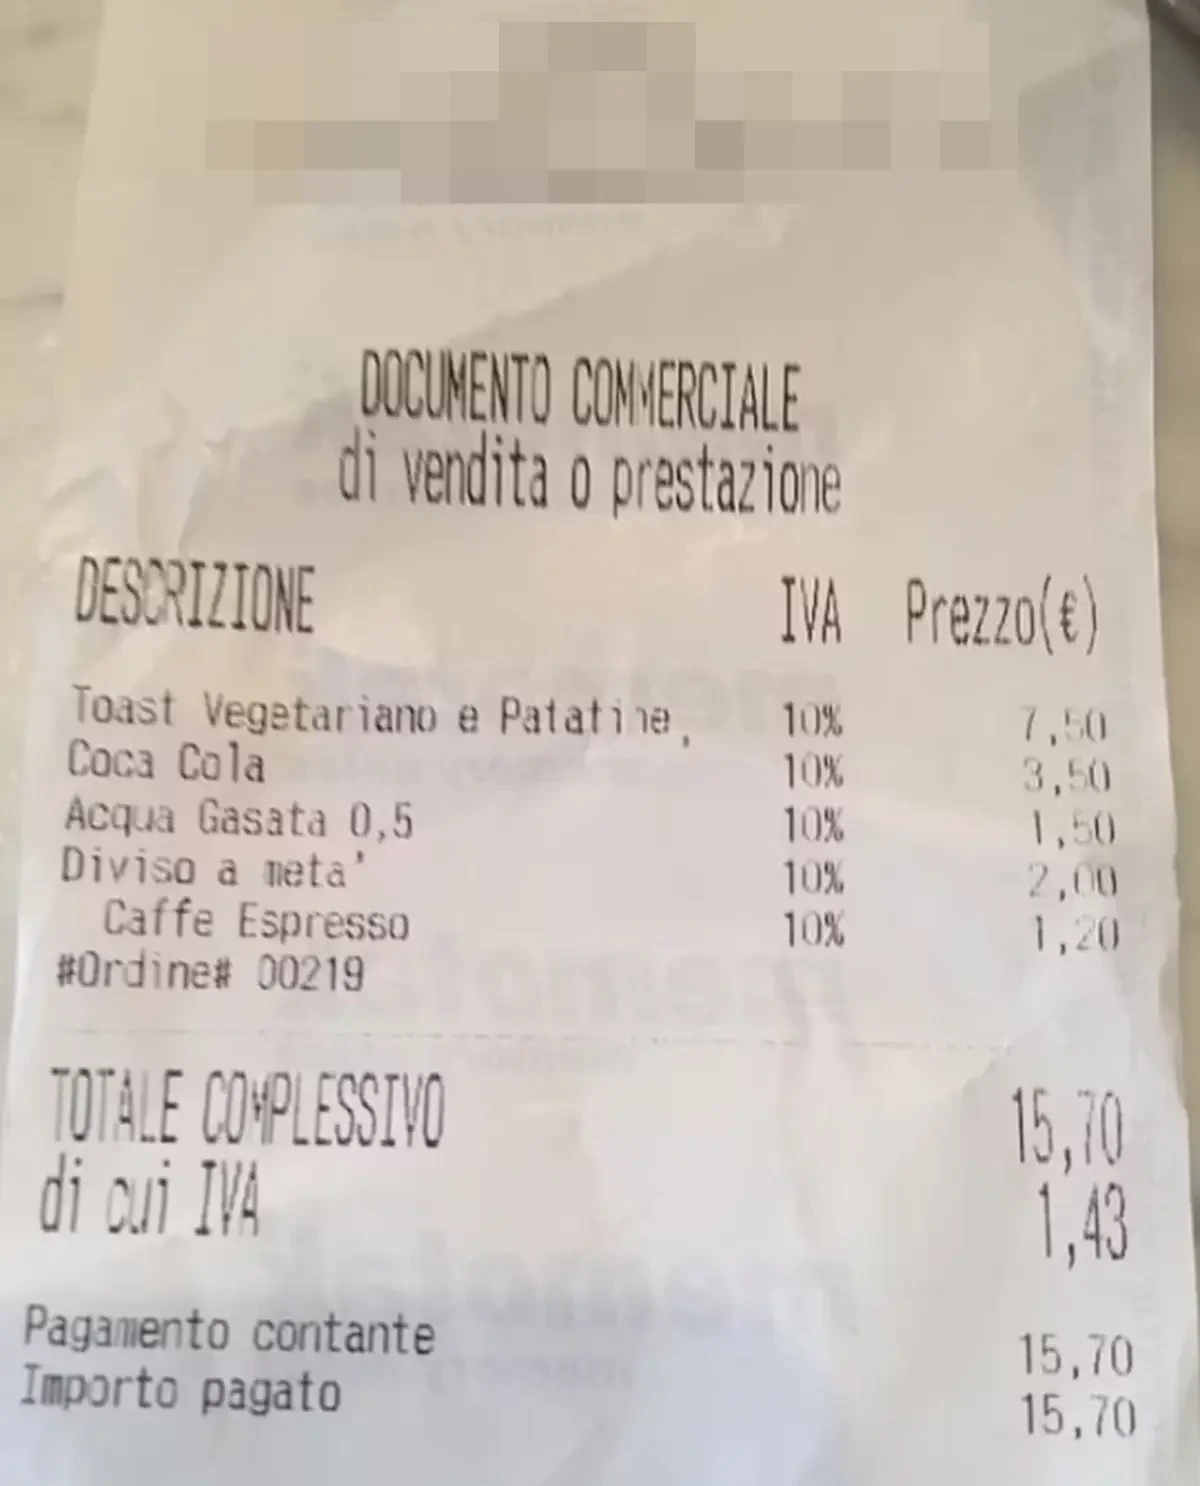 DOCUMENTO COMMERCIALE
di vendita o prestazione
DESCRIZIONE IVA Prezzo(€)
Toast Vegetariano e Patatine, 10% 7,50
Coca Cola 10% 3,50
Acqua Gasata 0,5 10% 1,50
Diviso a meta' 10% 2,00
Caffe Espresso 10% 1,20
#Ordine# 00219
TOTALE COMPLESSIVO 15,70
di cui IVA 1,43
Pagamento contante 15,70
Importo pagato 15,70